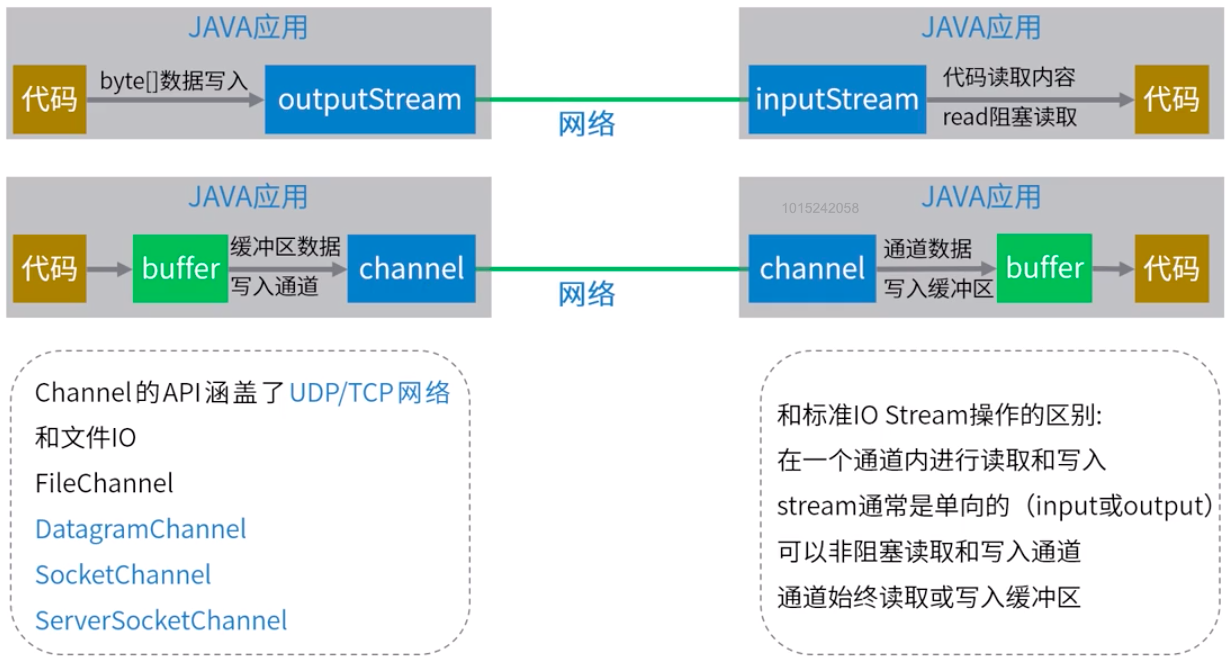 JAVA应用
代码
byte[]数据写入
outputStream
网络
JAVA应用
inputStream
代码读取内容
read阻塞读取
代码
JAVA应用
代码
buffer
缓冲区数据
写入通道
channel
网络
1015242058
JAVA应用
channel
通道数据
写入缓冲区
buffer
代码
Channel的API涵盖了UDP/TCP网络
和文件IO
FileChannel
DatagramChannel
SocketChannel
ServerSocketChannel
和标准IO Stream操作的区别:
在一个通道内进行读取和写入
stream通常是单向的（input或output）
可以非阻塞读取和写入通道
通道始终读取或写入缓冲区